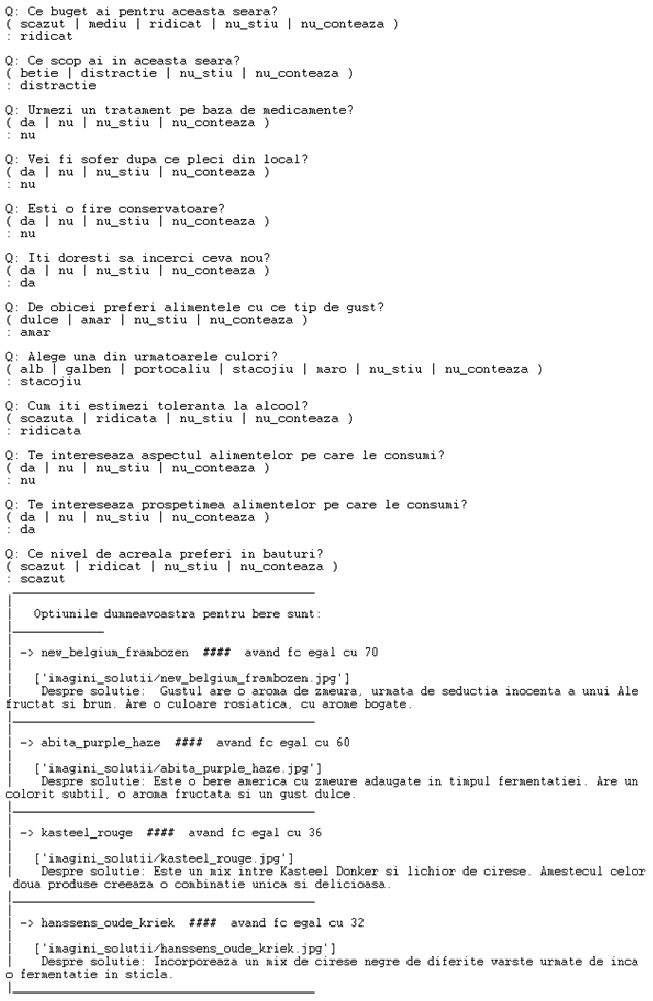 Q: Ce buget ai pentru aceasta seara?
( scazut | mediu | ridicat | nu_stiu | nu_conteaza )
: ridicat
Q: Ce scop ai in aceasta seara?
( betie | distractie | nu_stiu | nu_conteaza )
: distractie
Q: Urmezi un tratament pe baza de medicamente?
( da | nu | nu_stiu | nu_conteaza )
: nu
Q: Vei fi sofer dupa ce pleci din local?
( da | nu | nu_stiu | nu_conteaza )
: nu
Q: Esti o fire conservatoare?
( da | nu | nu_stiu | nu_conteaza )
: nu
Q: Iti doresti sa incerci ceva nou?
( da | nu | nu_stiu | nu_conteaza )
: da
Q: De obicei preferi alimentele cu ce tip de gust?
( dulce | amar | nu_stiu | nu_conteaza )
: amar
Q: Alege una din urmatoarele culori?
( alb | galben | portocaliu | stacojiu | maro | nu_stiu | nu_conteaza )
: stacojiu
Q: Cum iti estimezi toleranta la alcool?
( scazuta | ridicata | nu_stiu | nu_conteaza )
: ridicata
Q: Te intereseaza aspectul alimentelor pe care le consumi?
( da | nu | nu_stiu | nu_conteaza )
: nu
Q: Te intereseaza prospetimea alimentelor pe care le consumi?
( da | nu | nu_stiu | nu_conteaza )
: da
Q: Ce nivel de acreala preferi in bauturi?
( scazut | ridicat | nu_stiu | nu_conteaza )
: scazut
Optiunile dumneavoastra pentru bere sunt:
-> new_belgium_frambozen #### avand fc egal cu 70
['imagini_solutii/new_belgium_frambozen.jpg']
Despre solutie: Gustul are o aroma de zmeura, urmata de seductia inocenta a unui Ale
fructat si brun. Are o culoare rosiatica, cu arome bogate.
-> abita_purple_haze #### avand fc egal cu 60
['imagini_solutii/abita_purple_haze.jpg']
Despre solutie: Este o bere america cu zmeure adaugate in timpul fermentatiei. Are un
colorit subtil, o aroma fructata si un gust dulce.
-> kasteel_rouge #### avand fc egal cu 36
['imagini_solutii/kasteel_rouge.jpg']
Despre solutie: Este un mix intre Kasteel Donker si lichior de cirese. Amestecul celor
doua produse creeaza o combinatie unica si delicioasa.
-> hanssens_oude_kriek #### avand fc egal cu 32
['imagini_solutii/hanssens_oude_kriek.jpg']
Despre solutie: Incorporeaza un mix de cirese negre de diferite varste urmate de inca
o fermentatie in sticla.